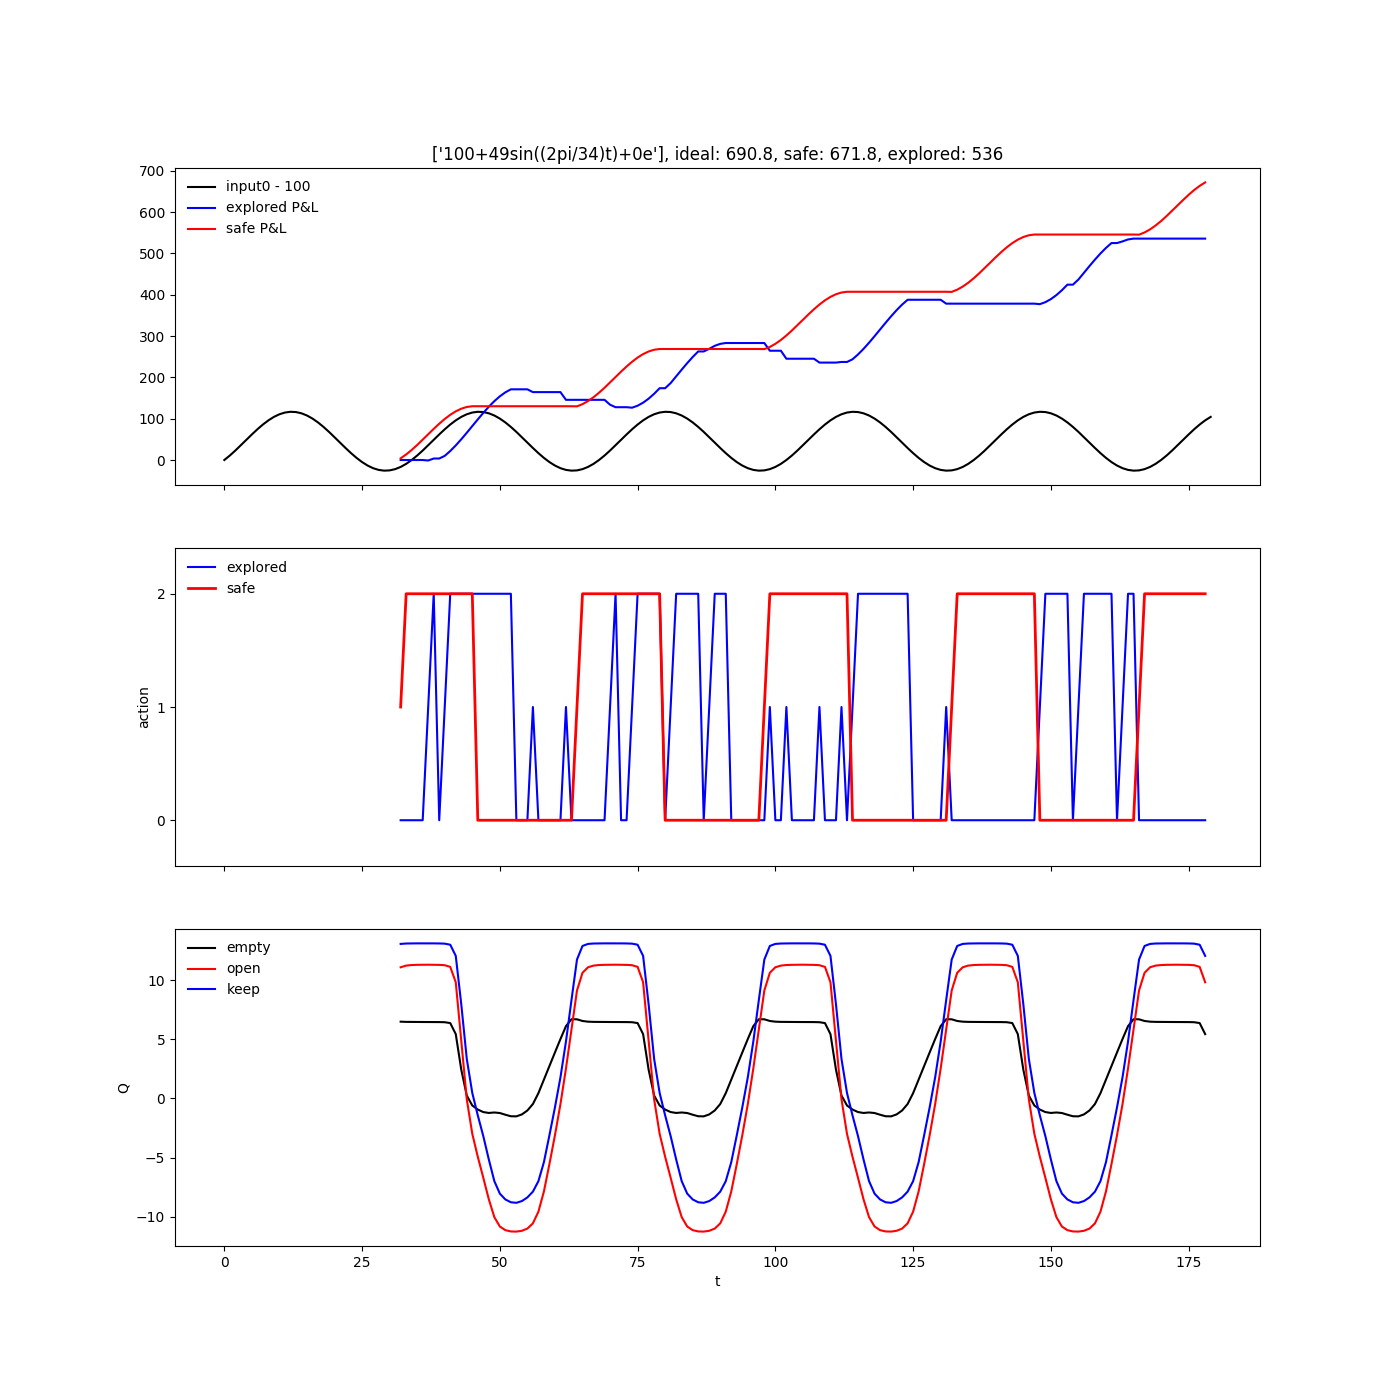 ['100+49sin((2pi/34)t)+0e'], ideal: 690.8, safe: 671.8, explored: 536
700
600
500
400
300
200
100
0
input0 - 100
explored P&L
safe P&L
2
1
0
action
explored
safe
10
5
0
−5
−10
Q
empty
open
keep
0 25 50 75 100 125 150 175
t